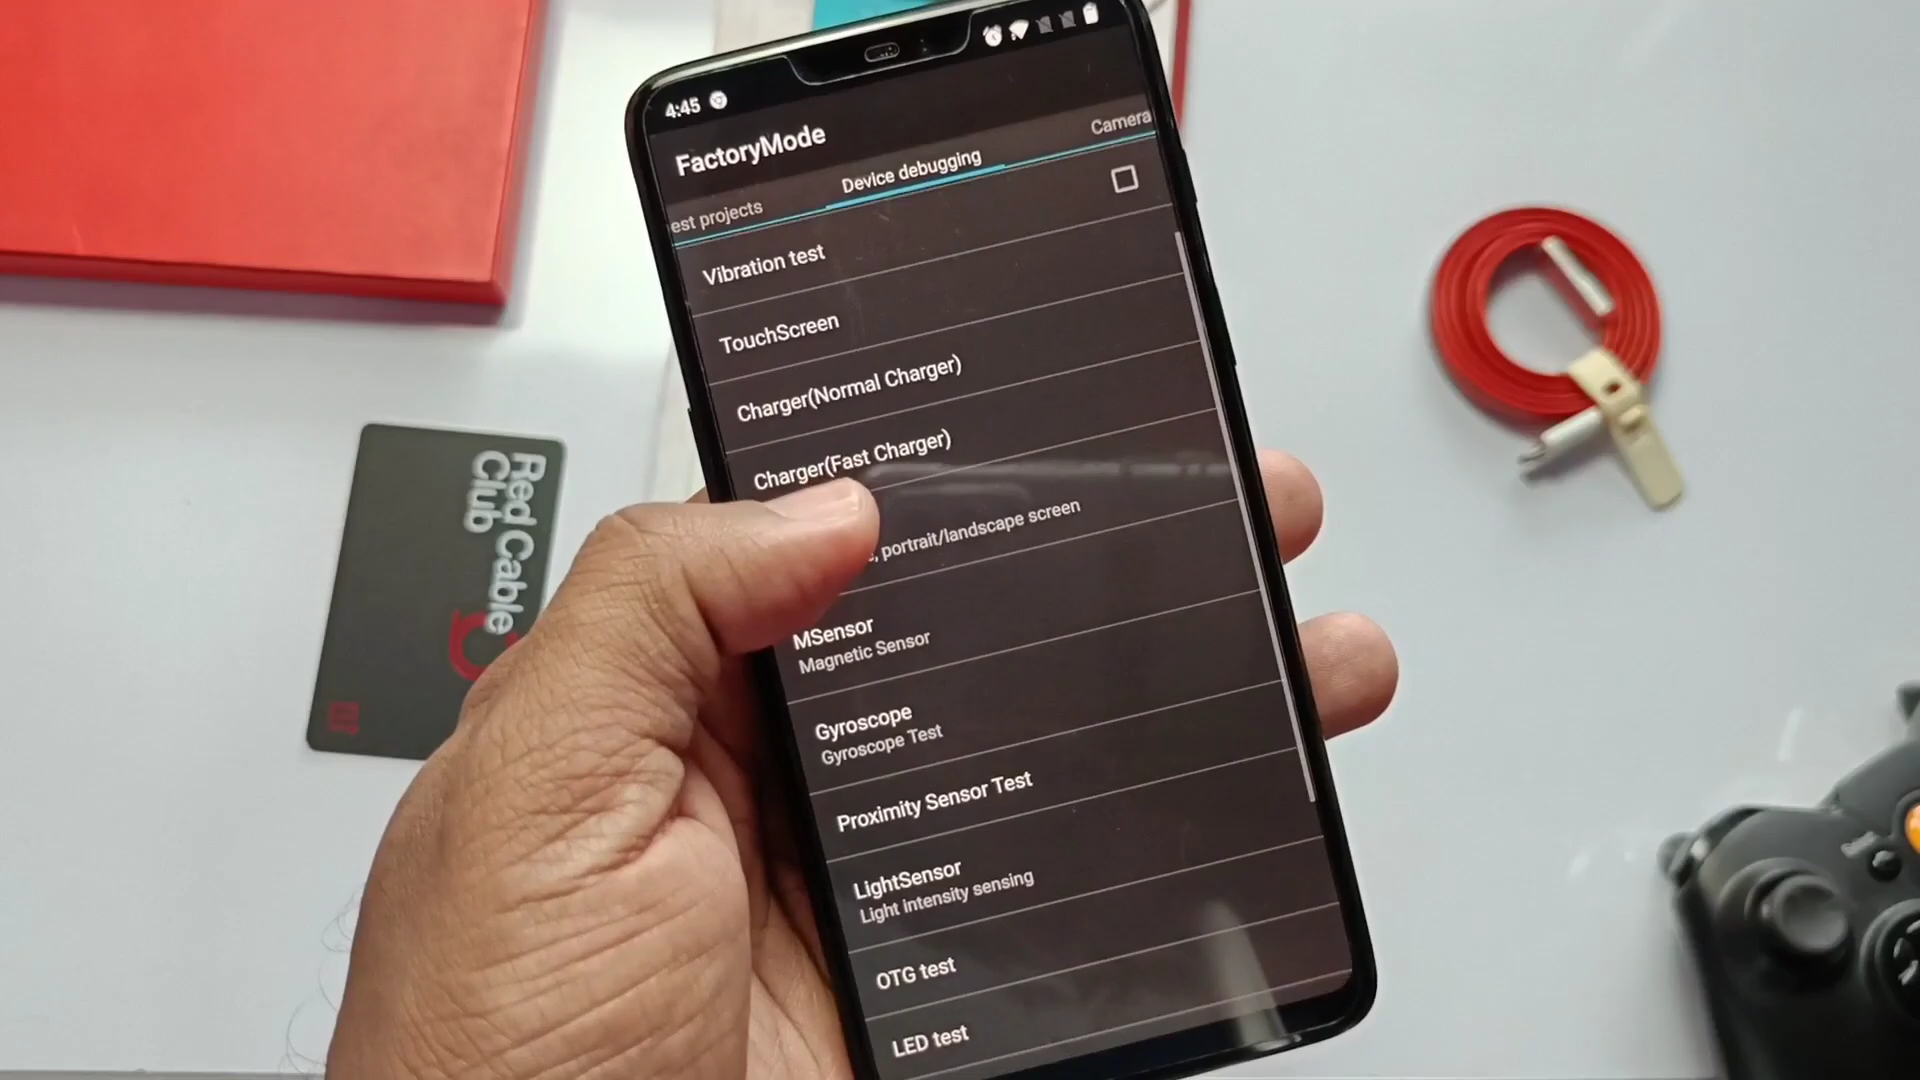 4:45
FactoryMode
est projects
Device debugging
Camera
Vibration test
TouchScreen
Charger(Normal Charger)
Charger(Fast Charger)
, portrait/landscape screen
MSensor
Magnetic Sensor
Gyroscope
Gyroscope Test
Proximity Sensor Test
LightSensor
Light intensity sensing
OTG test
LED test
Red Cable
Club